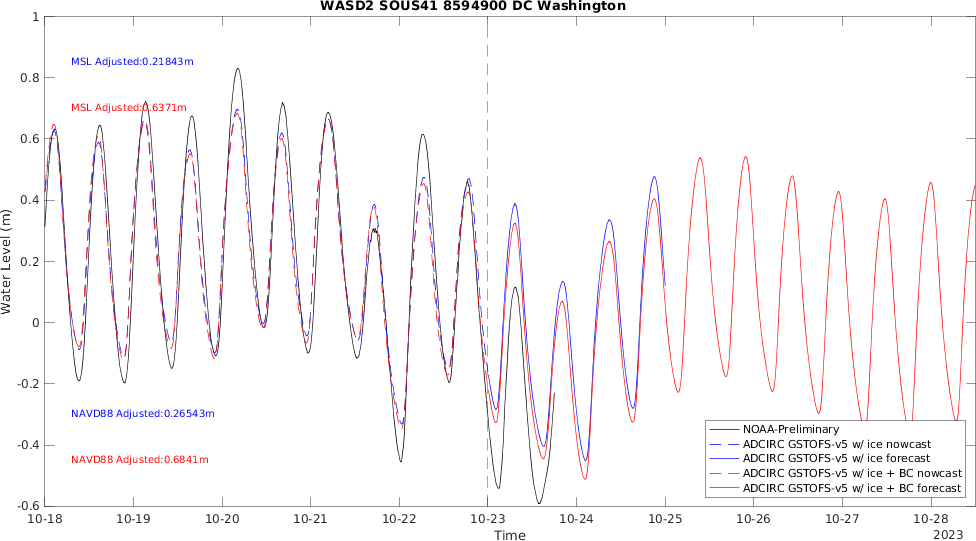 WASD2 SOUS41 8594900 DC Washington
1
0.8
0.6
0.4
0.2
0
-0.2
-0.4
-0.6
Water Level (m)
MSL Adjusted:0.21843m
MSL Adjusted:0.6371m
NAVD88 Adjusted:0.26543m
NAVD88 Adjusted:0.6841m
NOAA-Preliminary
ADCIRC GSTOFS-v5 w/ ice nowcast
ADCIRC GSTOFS-v5 w/ ice forecast
ADCIRC GSTOFS-v5 w/ ice + BC nowcast
ADCIRC GSTOFS-v5 w/ ice + BC forecast
10-18 10-19 10-20 10-21 10-22 10-23 10-24 10-25 10-26 10-27 10-28
Time
2023